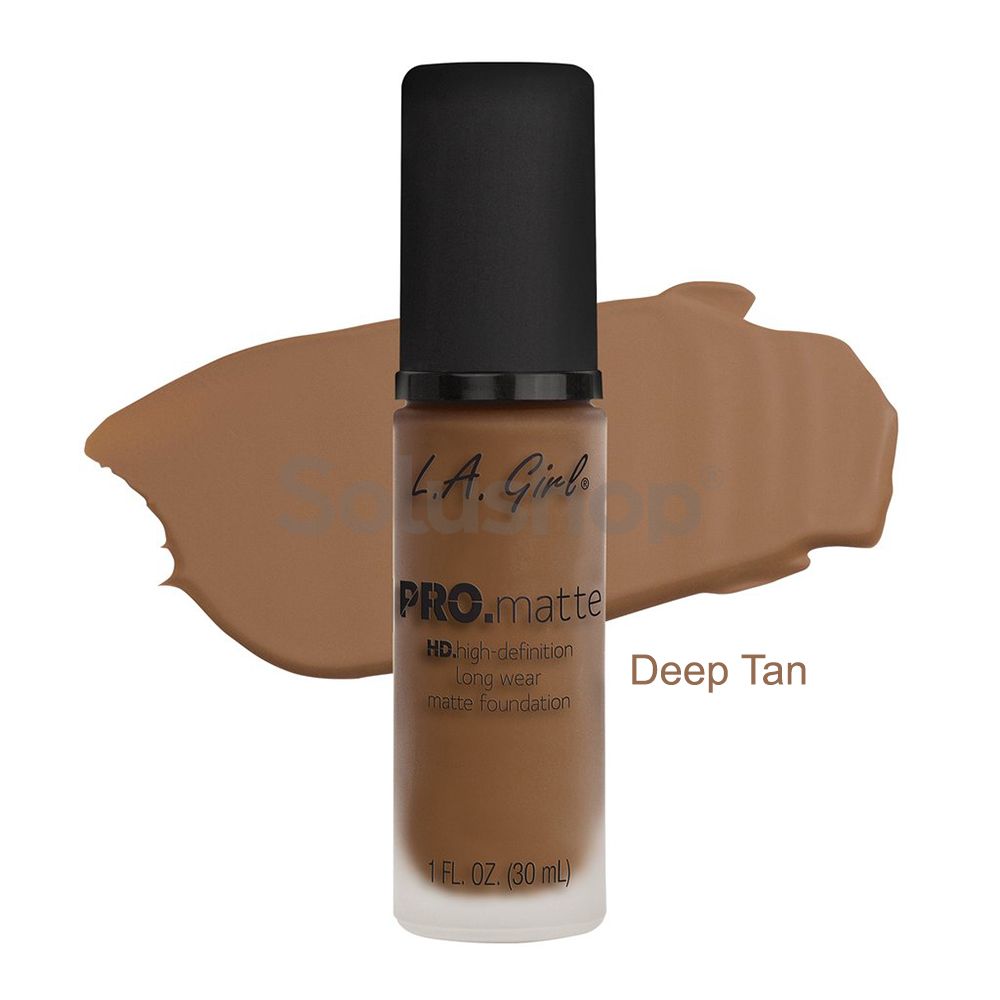 L.A. Girl®
Solushop®
PRO.matte
HD.high-definition
long wear
matte foundation
Deep Tan
1 FL. OZ. (30 mL)